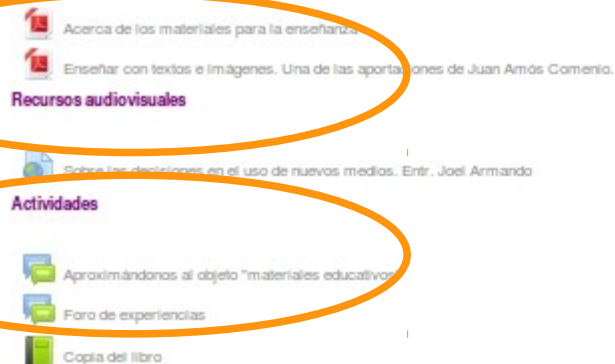 Acerca de los materiales para la enseñanza
Enseñar con textos e imágenes. Una de las aportaciones de Juan Amós Comenio.
Recursos audiovisuales
Sobre las decisiones en el uso de nuevos medios. Entr. Joel Armando
Actividades
Aproximándonos al objeto "materiales educativos
Foro de experiencias
Copia del libro